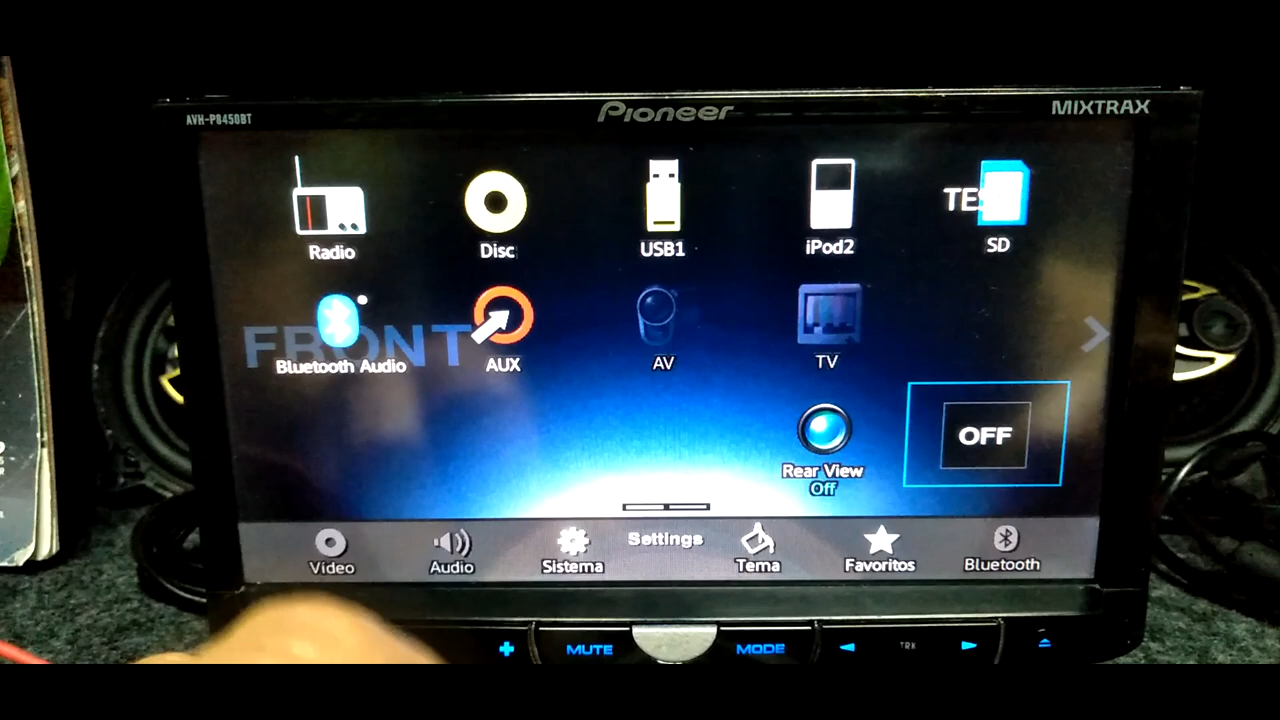 AVH-P8450BT
Pioneer
MIXTRAX
TEST
Radio
Disc
USB1
iPod2
SD
FRONT
Bluetooth Audio
AUX
AV
TV
OFF
Rear View
Off
Video
Audio
Sistema
Settings
Tema
Favoritos
Bluetooth
MUTE
MODE
TRK